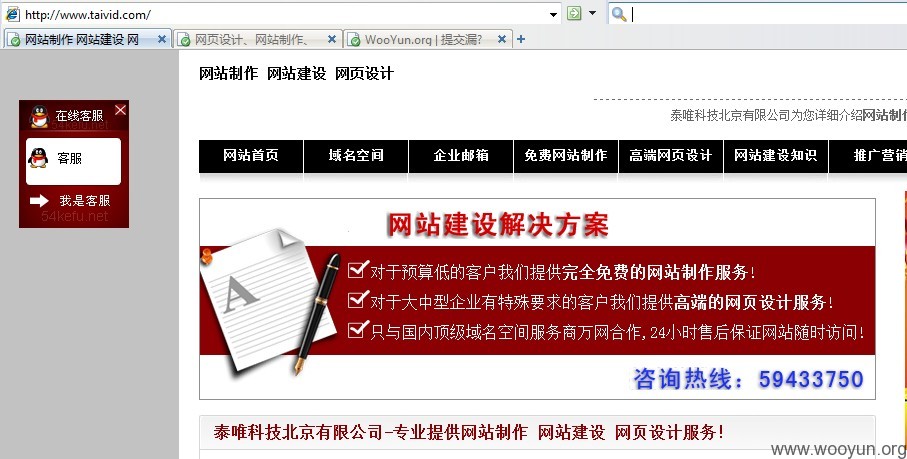 http://www.taivid.com/
网站制作 网站建设 网
网页设计、网站制作、
WooYun.org | 提交漏?
网站制作 网站建设 网页设计
泰唯科技北京有限公司为您详细介绍网站制作
在线客服
54kefu.net
客服
我是客服
54kefu.net
网站首页 域名空间 企业邮箱 免费网站制作 高端网页设计 网站建设知识 推广营销
网站建设解决方案
A
对于预算低的客户我们提供完全免费的网站制作服务!
对于大中型企业有特殊要求的客户我们提供高端的网页设计服务!
只与国内顶级域名空间服务商万网合作,24小时售后保证网站随时访问!
咨询热线：59433750
泰唯科技北京有限公司-专业提供网站制作 网站建设 网页设计服务!
www.wooyun.org